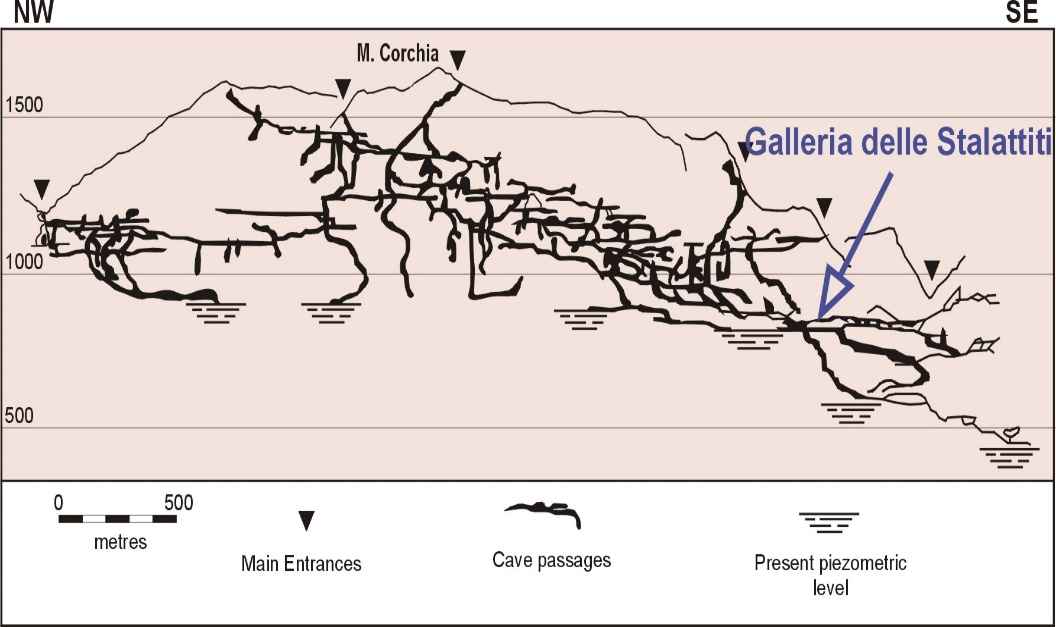 NW
SE
M. Corchia
1500
Galleria delle Stalattiti
1000
500
0 500
metres
Main Entrances
Cave passages
Present piezometric
level